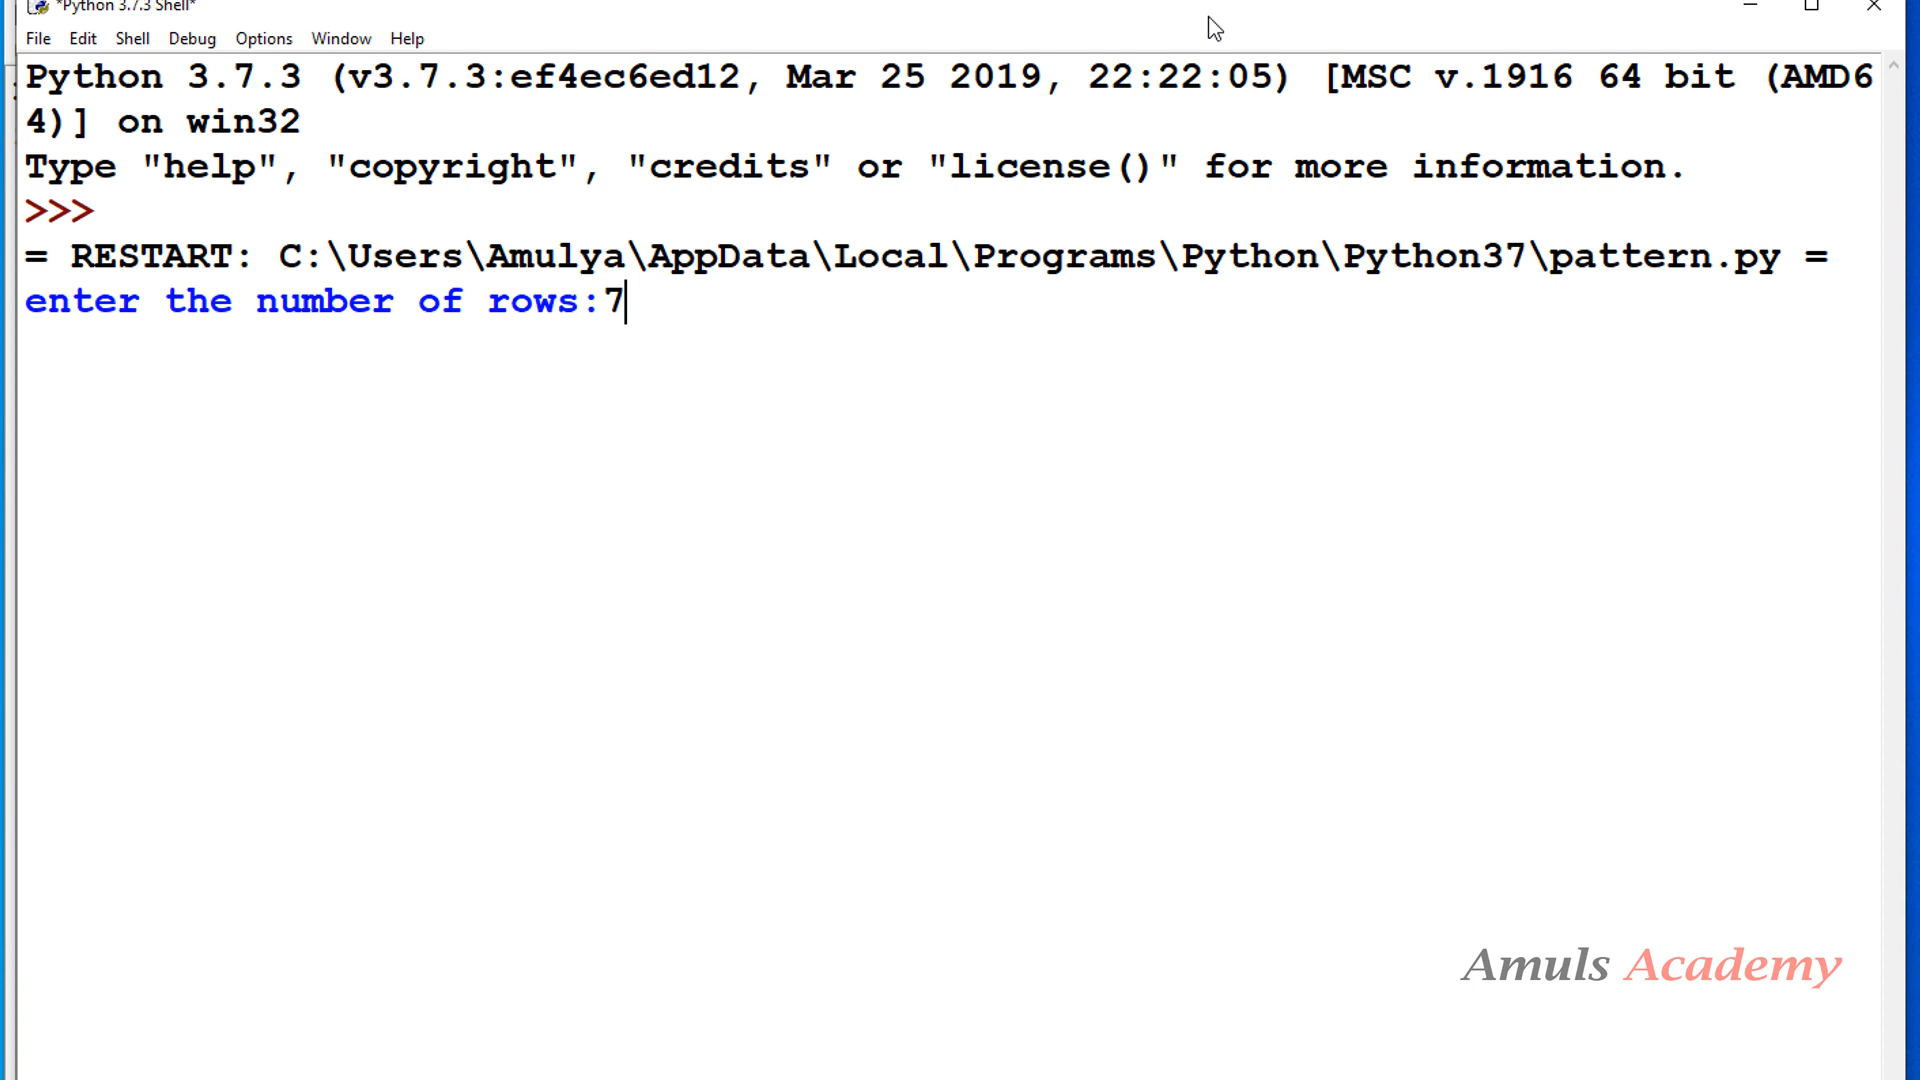 *Python 3.7.3 Shell*
File Edit Shell Debug Options Window Help
Python 3.7.3 (v3.7.3:ef4ec6ed12, Mar 25 2019, 22:22:05) [MSC v.1916 64 bit (AMD6
4)] on win32
Type "help", "copyright", "credits" or "license()" for more information.
>>>
= RESTART: C:\Users\Amulya\AppData\Local\Programs\Python\Python37\pattern.py =
enter the number of rows:7
Amuls Academy